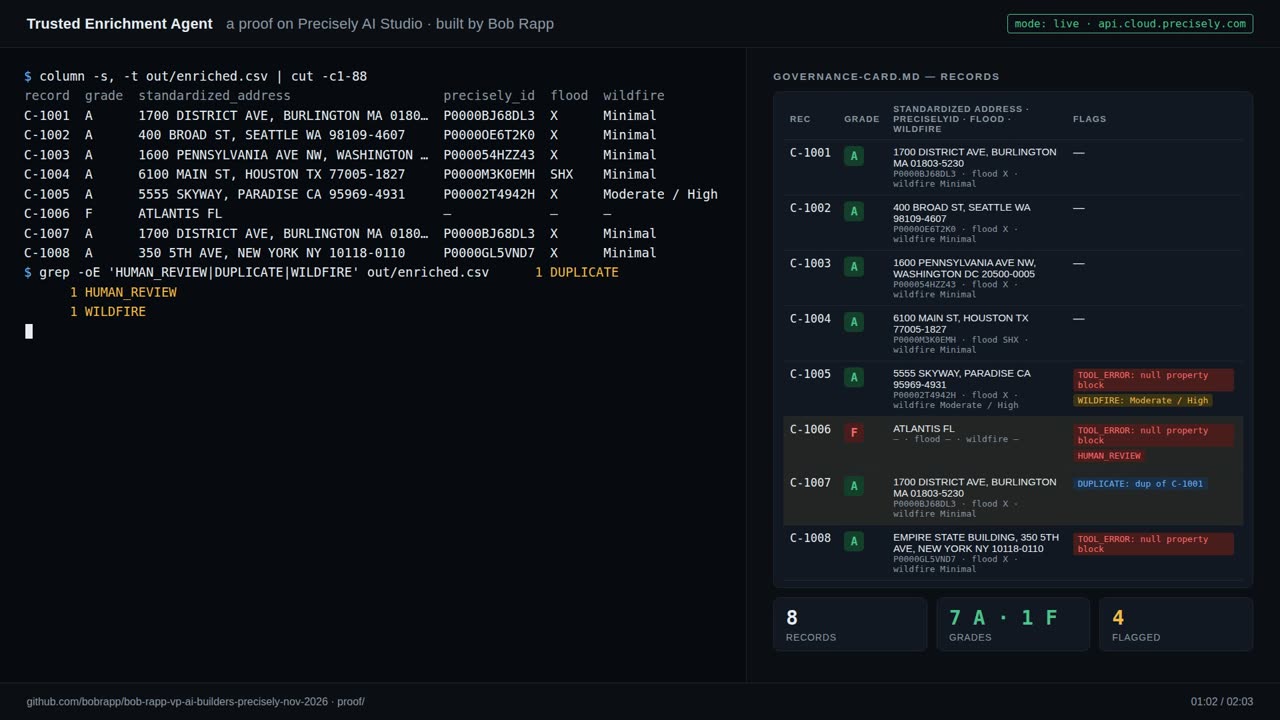 Trusted Enrichment Agent a proof on Precisely AI Studio · built by Bob Rapp
mode: live · api.cloud.precisely.com
$ column -s, -t out/enriched.csv | cut -c1-88
record grade standardized_address precisely_id flood wildfire
C-1001 A 1700 DISTRICT AVE, BURLINGTON MA 0180… P0000BJ68DL3 X Minimal
C-1002 A 400 BROAD ST, SEATTLE WA 98109-4607 P0000OE6T2K0 X Minimal
C-1003 A 1600 PENNSYLVANIA AVE NW, WASHINGTON … P000054HZZ43 X Minimal
C-1004 A 6100 MAIN ST, HOUSTON TX 77005-1827 P0000M3K0EMH SHX Minimal
C-1005 A 5555 SKYWAY, PARADISE CA 95969-4931 P00002T4942H X Moderate / High
C-1006 F ATLANTIS FL — — —
C-1007 A 1700 DISTRICT AVE, BURLINGTON MA 0180… P0000BJ68DL3 X Minimal
C-1008 A 350 5TH AVE, NEW YORK NY 10118-0110 P0000GL5VND7 X Minimal
$ grep -oE 'HUMAN_REVIEW|DUPLICATE|WILDFIRE' out/enriched.csv 1 DUPLICATE
1 HUMAN_REVIEW
1 WILDFIRE
GOVERNANCE-CARD.MD — RECORDS
REC GRADE STANDARDIZED ADDRESS · PRECISELYID · FLOOD · WILDFIRE FLAGS
C-1001 A 1700 DISTRICT AVE, BURLINGTON —
MA 01803-5230
P0000BJ68DL3 · flood X ·
wildfire Minimal
C-1002 A 400 BROAD ST, SEATTLE WA —
98109-4607
P0000OE6T2K0 · flood X ·
wildfire Minimal
C-1003 A 1600 PENNSYLVANIA AVE NW, —
WASHINGTON DC 20500-0005
P000054HZZ43 · flood X ·
wildfire Minimal
C-1004 A 6100 MAIN ST, HOUSTON TX —
77005-1827
P0000M3K0EMH · flood SHX ·
wildfire Minimal
C-1005 A 5555 SKYWAY, PARADISE CA
95969-4931
P00002T4942H · flood X ·
wildfire Moderate / High
TOOL_ERROR: null property
block
WILDFIRE: Moderate / High
C-1006 F ATLANTIS FL
— · flood — · wildfire —
TOOL_ERROR: null property
block
HUMAN_REVIEW
C-1007 A 1700 DISTRICT AVE, BURLINGTON
MA 01803-5230
P0000BJ68DL3 · flood X ·
wildfire Minimal
DUPLICATE: dup of C-1001
C-1008 A EMPIRE STATE BUILDING, 350 5TH
AVE, NEW YORK NY 10118-0110
P0000GL5VND7 · flood X ·
wildfire Minimal
TOOL_ERROR: null property
block
8
RECORDS
7 A · 1 F
GRADES
4
FLAGGED
github.com/bobrapp/bob-rapp-vp-ai-builders-precisely-nov-2026 · proof/
01:02 / 02:03